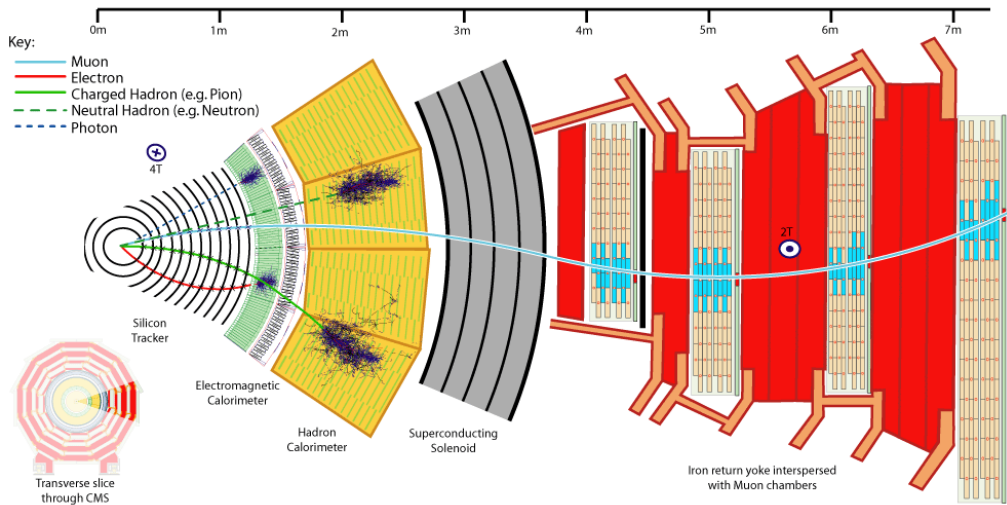 0m 1m 2m 3m 4m 5m 6m 7m
Key:
Muon
Electron
Charged Hadron (e.g. Pion)
Neutral Hadron (e.g. Neutron)
Photon
4T
2T
Silicon
Tracker
Electromagnetic
Calorimeter
Hadron
Calorimeter
Superconducting
Solenoid
Iron return yoke interspersed
with Muon chambers
Transverse slice
through CMS